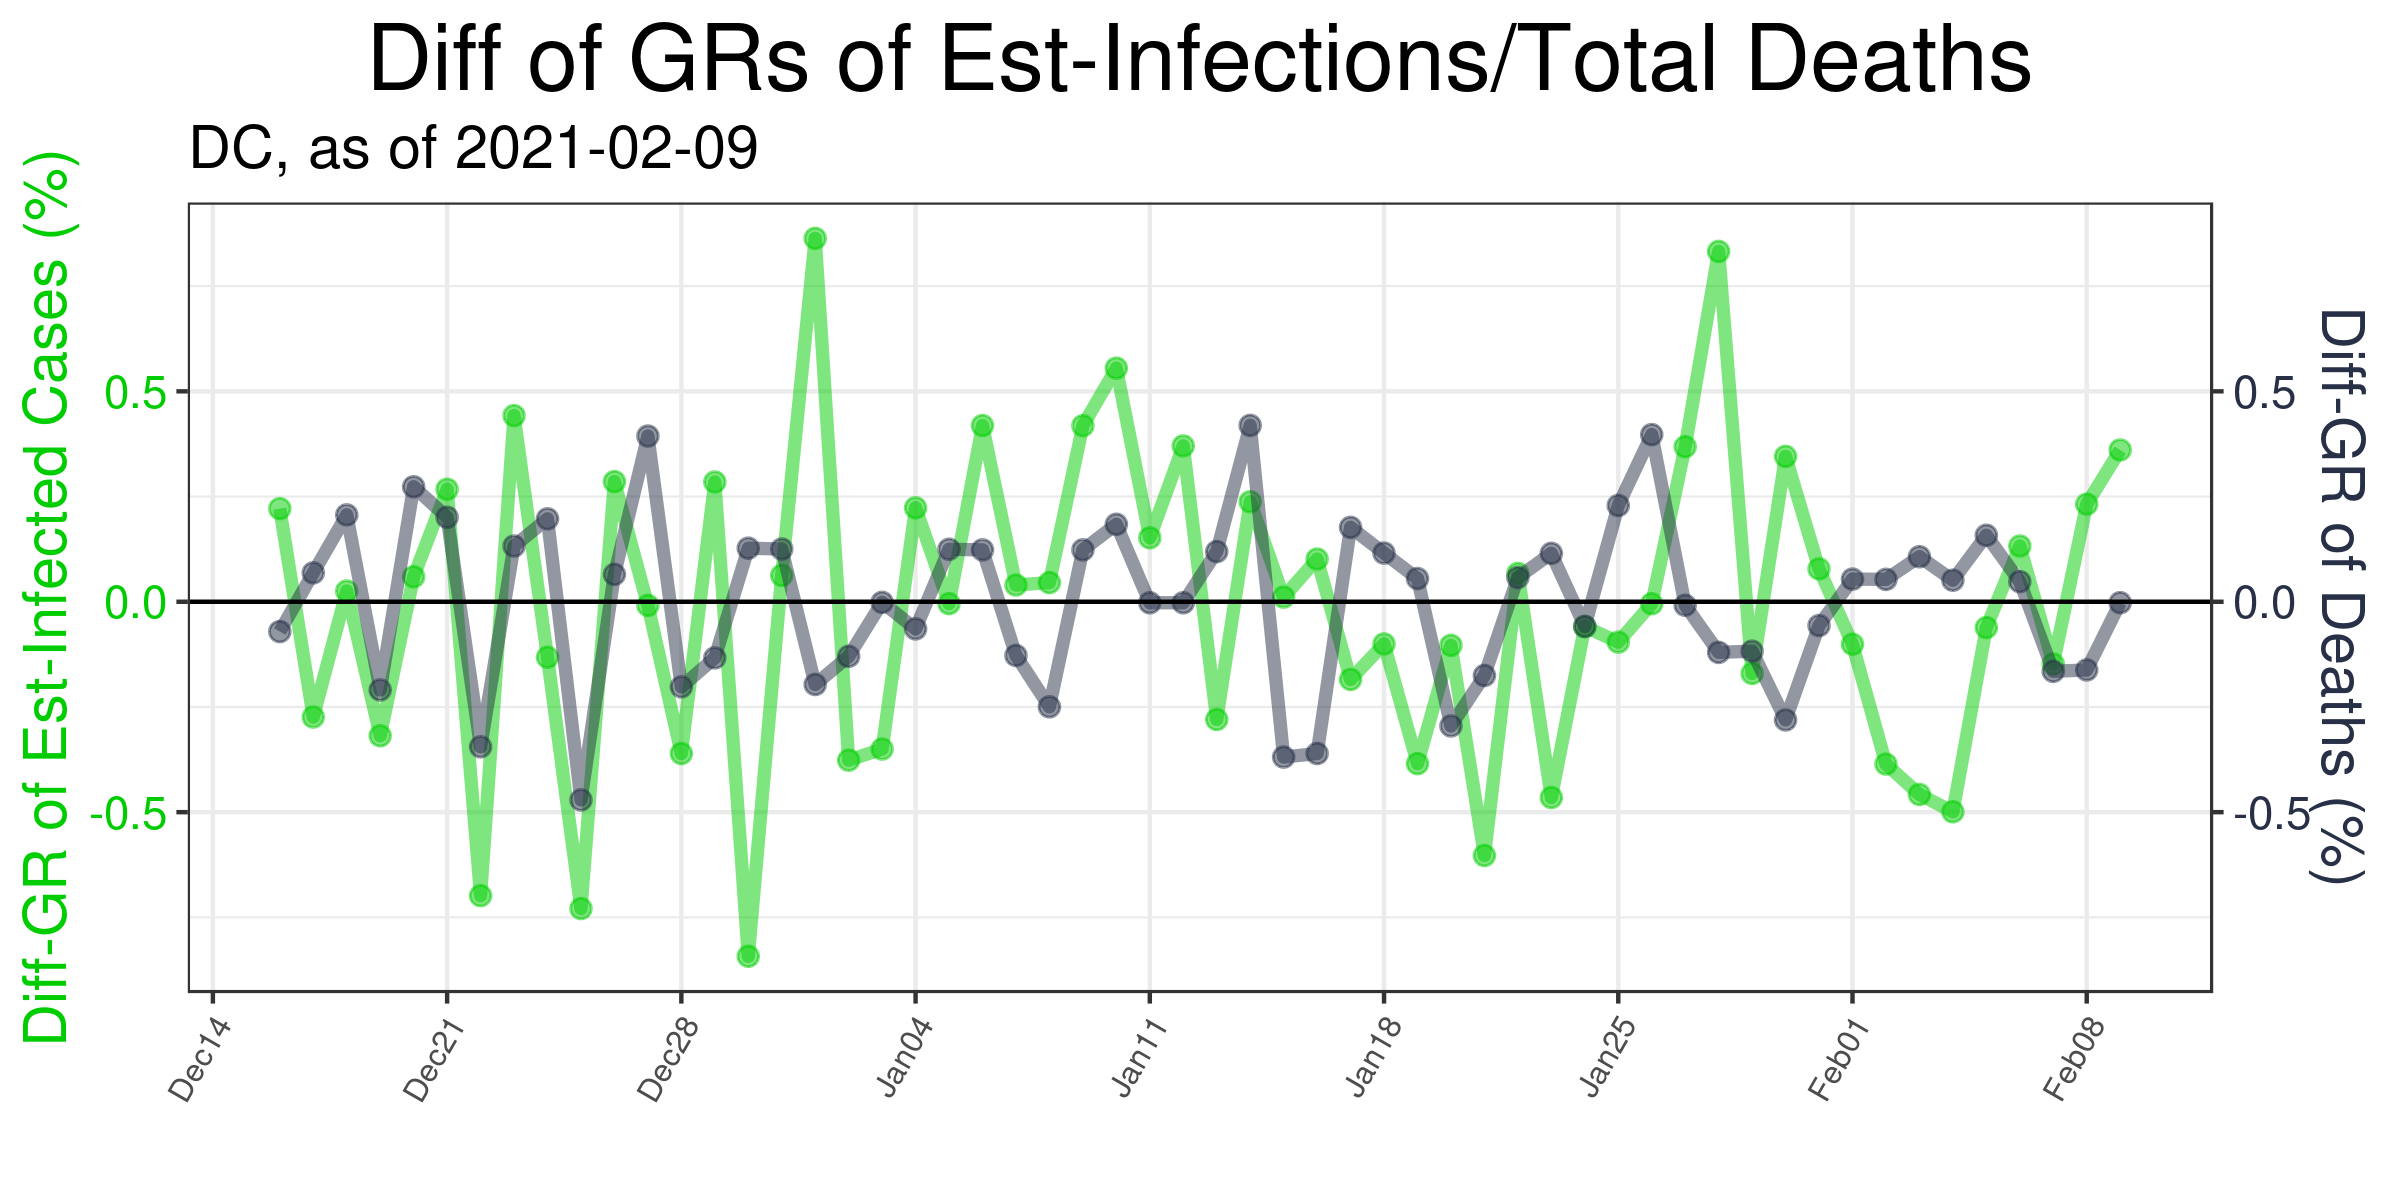 Diff of GRs of Est-Infections/Total Deaths
DC, as of 2021-02-09
Diff-GR of Est-Infected Cases (%)
0.5
0.0
-0.5
0.5
0.0
-0.5
Diff-GR of Deaths (%)
Dec14
Dec21
Dec28
Jan04
Jan11
Jan18
Jan25
Feb01
Feb08